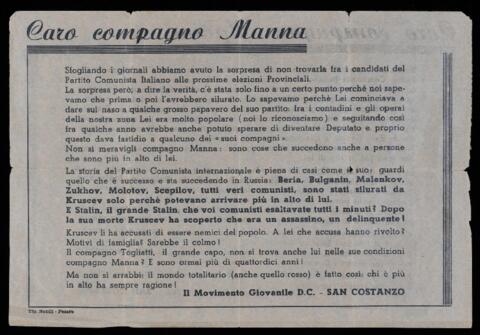 Caro compagno Manna
Sfogliando i giornali abbiamo avuto la sorpresa di non trovarla fra i candidati del
Partito Comunista Italiano alle prossime elezioni Provinciali.
La sorpresa però, a dire la verità, c'è stata solo fino a un certo punto perchè noi sape-
vamo che prima o poi l'avrebbero silurato. Lo sapevamo perchè Lei cominciava a
dare sul naso a qualche grosso papavero del suo partito. Fra i contadini e gli operai
della nostra zona Lei era molto popolare (noi lo riconosciamo) e seguitando così
fra qualche anno avrebbe anche potuto sperare di diventare Deputato e proprio
questo dava fastidio a qualcuno dei «suoi compagni».
Non si meravigli compagno Manna: sono cose che succedono anche a persone
che sono più in alto di lei.
La storia del Partito Comunista internazionale è piena di casi come il suo: guardi
quello che è successo e sta succedendo in Russia: Beria, Bulganin, Malenkov,
Zukhov, Molotov, Scepilov, tutti veri comunisti, sono stati silurati da
Kruscev solo perchè potevano arrivare più in alto di lui.
E Stalin, il grande Stalin, che voi comunisti esaltavate tutti i minuti? Dopo
la sua morte Kruscev ha scoperto che era un assassino, un delinquente!
Kruscev li ha accusati di essere nemici del popolo. A lei che accusa hanno rivolto?
Motivi di famiglia? Sarebbe il colmo!
Il compagno Togliatti, il grande capo, non si trova anche lui nelle sue condizioni
compagno Manna? E sono ormai più di quattordici anni!
Ma non si arrabbi: il mondo totalitario (anche quello rosso) è fatto così: chi è più
in alto ha sempre ragione!
Il Movimento Giovanile D.C. - SAN COSTANZO
Tip. Nobili - Pesaro